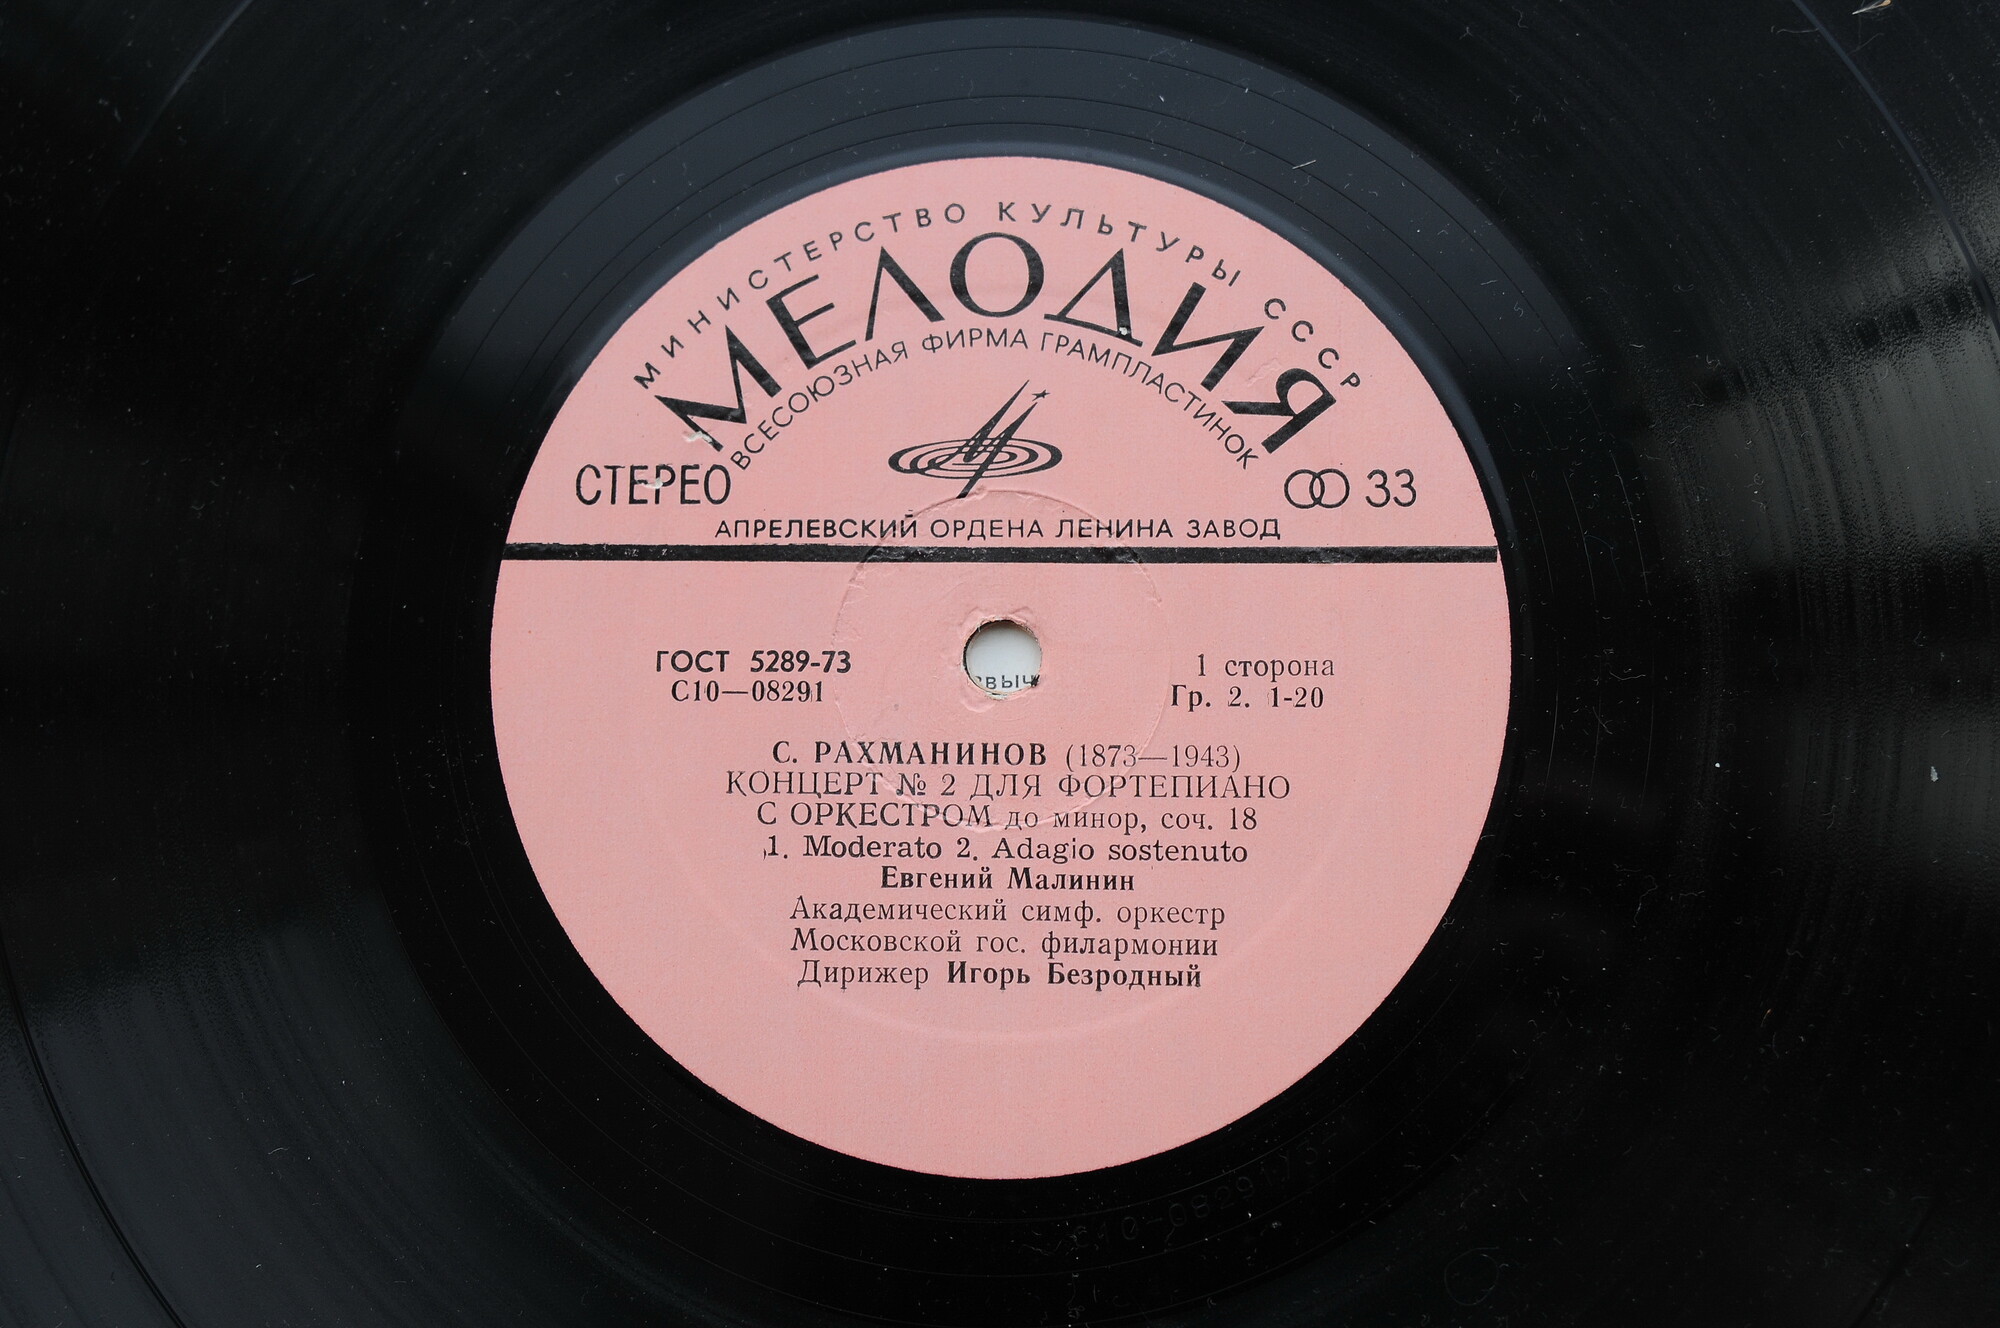 МИНИСТЕРСТВО КУЛЬТУРЫ СССР
МЕЛОДИЯ
ВСЕСОЮЗНАЯ ФИРМА ГРАМПЛАСТИНОК
СТЕРЕО
33
АПРЕЛЕВСКИЙ ОРДЕНА ЛЕНИНА ЗАВОД
ГОСТ 5289-73
С10—08291
1 сторона
Гр. 2. 1-20
С. РАХМАНИНОВ (1873—1943)
КОНЦЕРТ № 2 ДЛЯ ФОРТЕПИАНО
С ОРКЕСТРОМ до минор, соч. 18
1. Moderato 2. Adagio sostenuto
Евгений Малинин
Академический симф. оркестр
Московской гос. филармонии
Дирижер Игорь Безродный